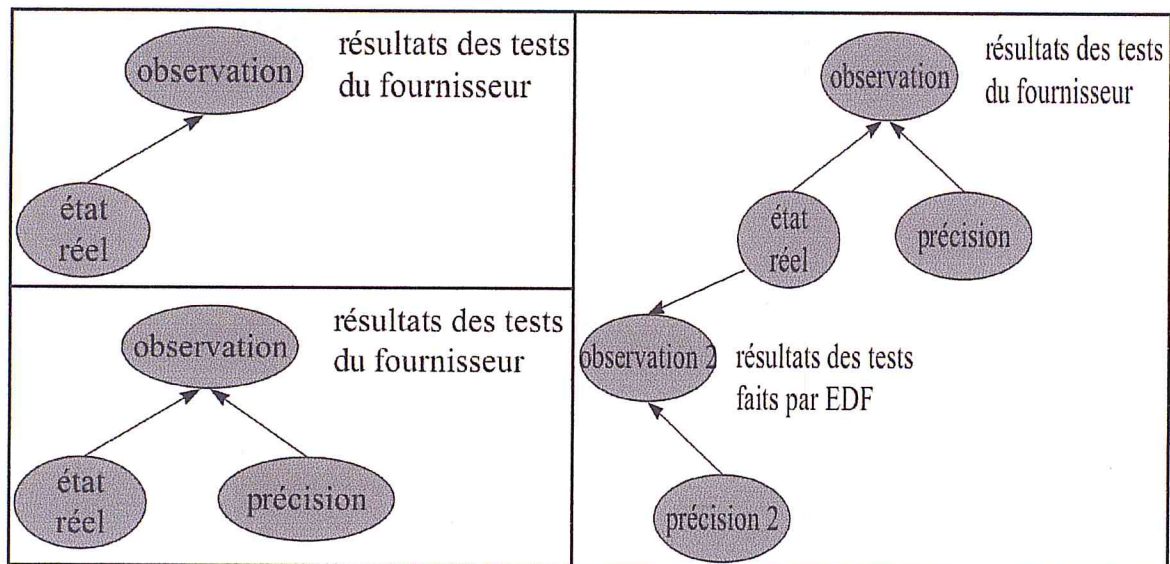 observation
résultats des tests
du fournisseur
état
réel
observation
résultats des tests
du fournisseur
état
réel
précision
observation
résultats des tests
du fournisseur
état
réel
précision
observation 2
résultats des tests
faits par EDF
précision 2